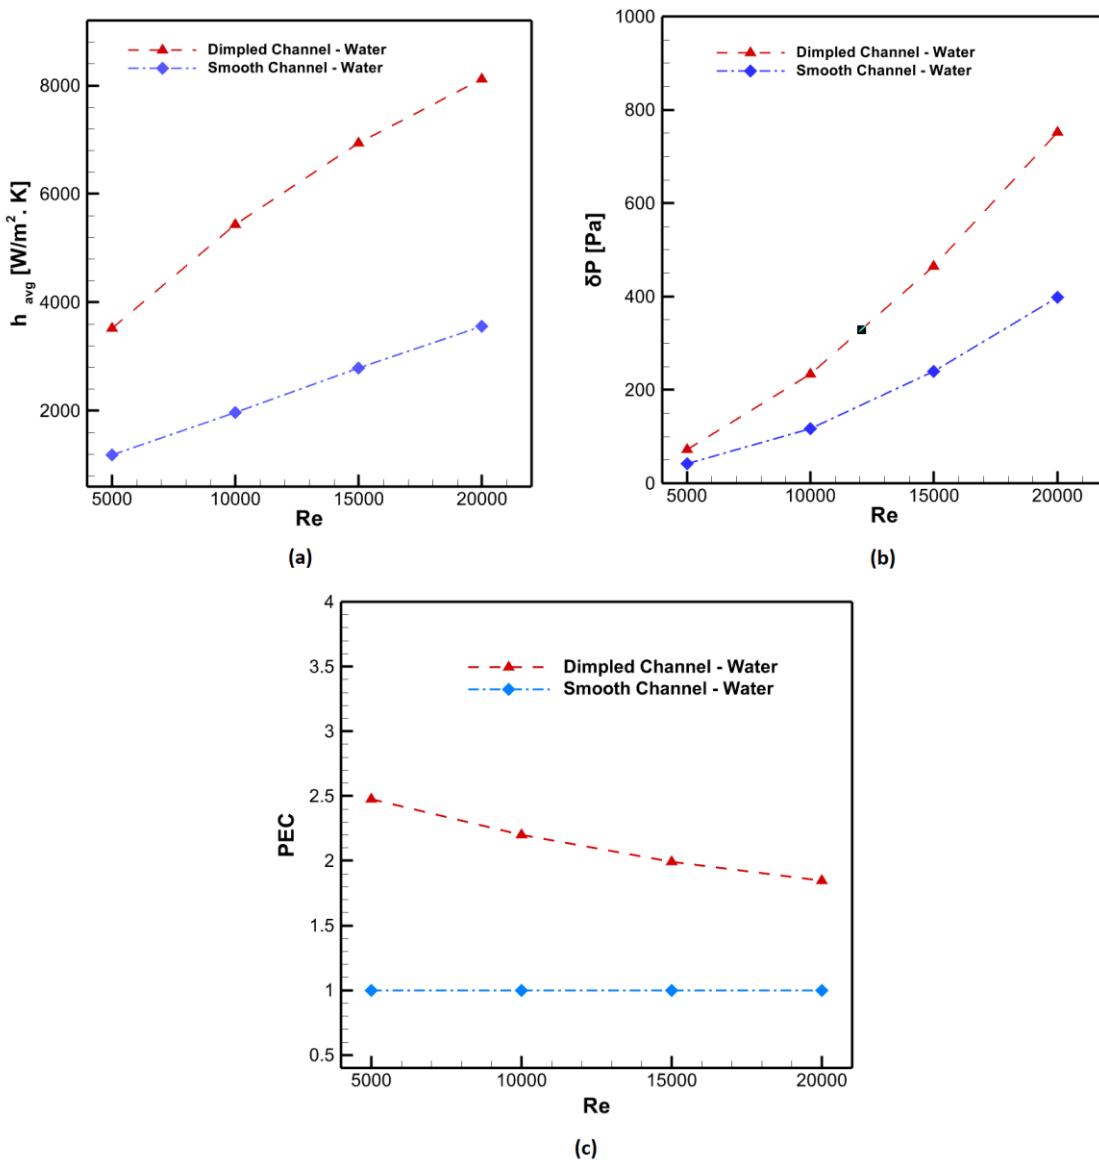 Dimpled Channel - Water
Smooth Channel - Water
8000
6000
4000
2000
h avg [W/m². K]
5000 10000 15000 20000
Re
(a)
Dimpled Channel - Water
Smooth Channel - Water
1000
800
600
400
200
0
δP [Pa]
5000 10000 15000 20000
Re
(b)
Dimpled Channel - Water
Smooth Channel - Water
4
3.5
3
2.5
2
1.5
1
0.5
PEC
5000 10000 15000 20000
Re
(c)